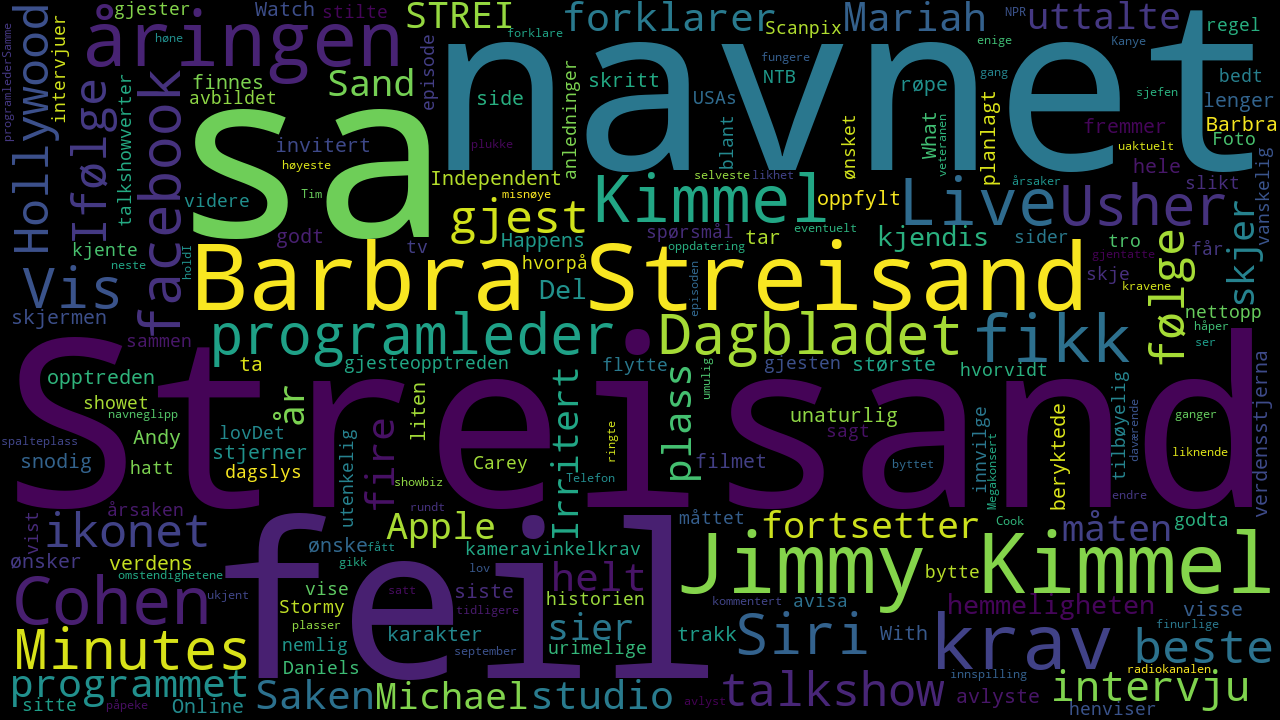 sa
navnet
Streisand
feil
Barbra Streisand
Jimmy Kimmel
åringen
STREI
forklarer
Mariah
uttalte
Hollywood
Ifølge
facebook
Sand
Kimmel
gjest
Live
Usher
Vis
programleder
Dagbladet
fikk
følge
skjer
ikonet
Cohen
Minutes
programmet
Saken
Michael
studio
talkshow
intervju
beste
krav
Siri
sier
helt
Apple
Irritert
plass
fire
år
fortsetter
måten
hemmeligheten
gjester
Watch
stilte
høne
forklare
Scanpix
NPR
regel
programlederSamme
intervjuer
finnes
avbildet
talkshowverter
episode
side
skritt
NTB
fungere
enige
gang
Kanye
bedt
sjefen
lenger
Barbra
Foto
USAs
røpe
What
veteranen
planlagt
fremmer
uaktuelt
hele
slikt
vanskelig
invitert
høyeste
plukke
anledninger
blant
ønsket
Independent
selveste
likhet
misnøye
Tim
oppfylt
årsaker
videre
godt
tv
Happens
hvorpå
spørsmål
oppdatering
tar
eventuelt
kjendis
sider
tro
gjentatte
får
skje
kravene
kjente
neste
holdt
Del
episoden
skjermen
sammen
nettopp
håper
ser
ta
gjesteopptreden
flytte
umulig
gjesten
største
hvorvidt
opptreden
showet
navneglipp
spalteplass
Andy
snodig
hatt
lovDet
stjerner
dagslys
liten
utenkelig
Carey
showbiz
ringte
Telefon
unaturlig
sagt
filmet
byttet
innvilge
Megakonsert
beryktede
tilbøyelig
daværende
ganger
liknende
verdensstjerna
endre
årsaken
rundt
vist
ønsker
verdens
omstendighetene
ønske
fått
gikk
kameravinkelkrav
lov
måttet
Cook
godta
bytte
ukjent
vise
Stormy
plasser
satt
siste
tidligere
historien
kommentert
avisa
visse
finurlige
nemlig
Daniels
karakter
september
urimelige
trakk
With
radiokanalen
innspilling
sitte
påpeke
Online
avlyst
avlyste
henviser